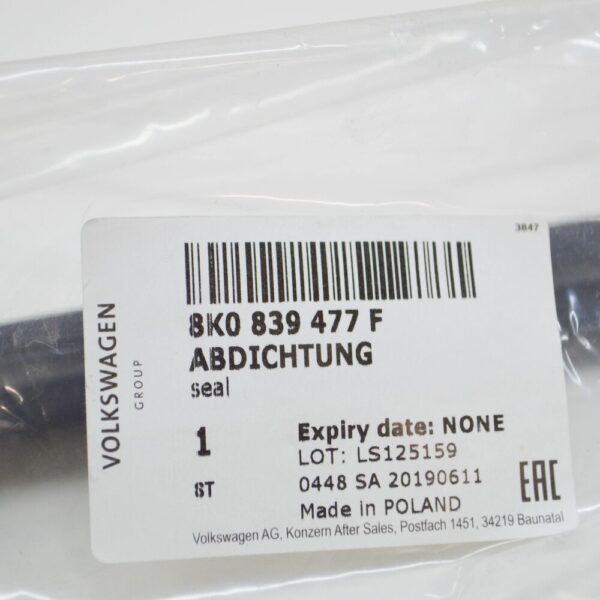 3847
8K0 839 477 F
ABDICHTUNG
seal
VOLKSWAGEN
GROUP
1
ST
Expiry date: NONE
LOT: LS125159
0448 SA 20190611
Made in POLAND
EAC
Volkswagen AG, Konzern After Sales, Postfach 1451, 34219 Baunatal